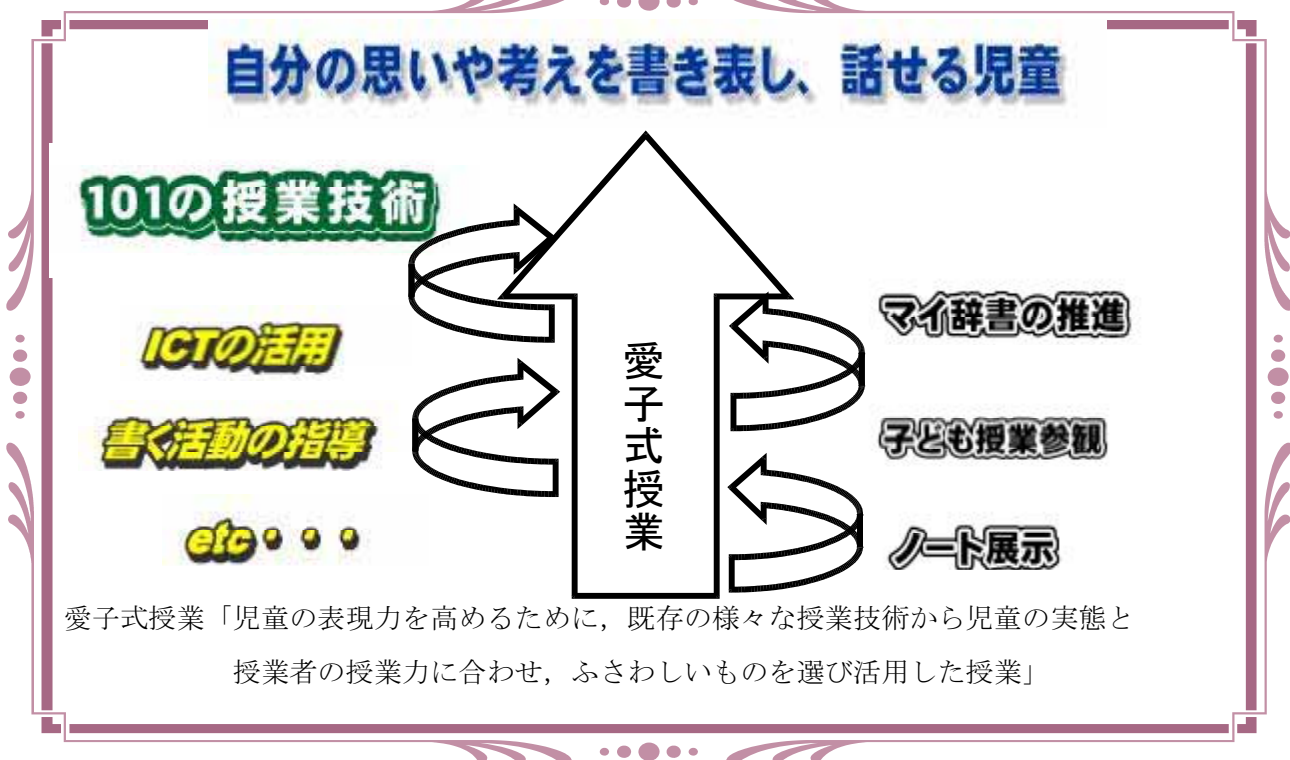 自分の思いや考えを書き表し、話せる児童
101の授業技術
ICTの活用
書く活動の指導
etc・・・
愛子式授業
マイ辞書の推進
子ども授業参観
ノート展示
愛子式授業「児童の表現力を高めるために，既存の様々な授業技術から児童の実態と
授業者の授業力に合わせ，ふさわしいものを選び活用した授業」